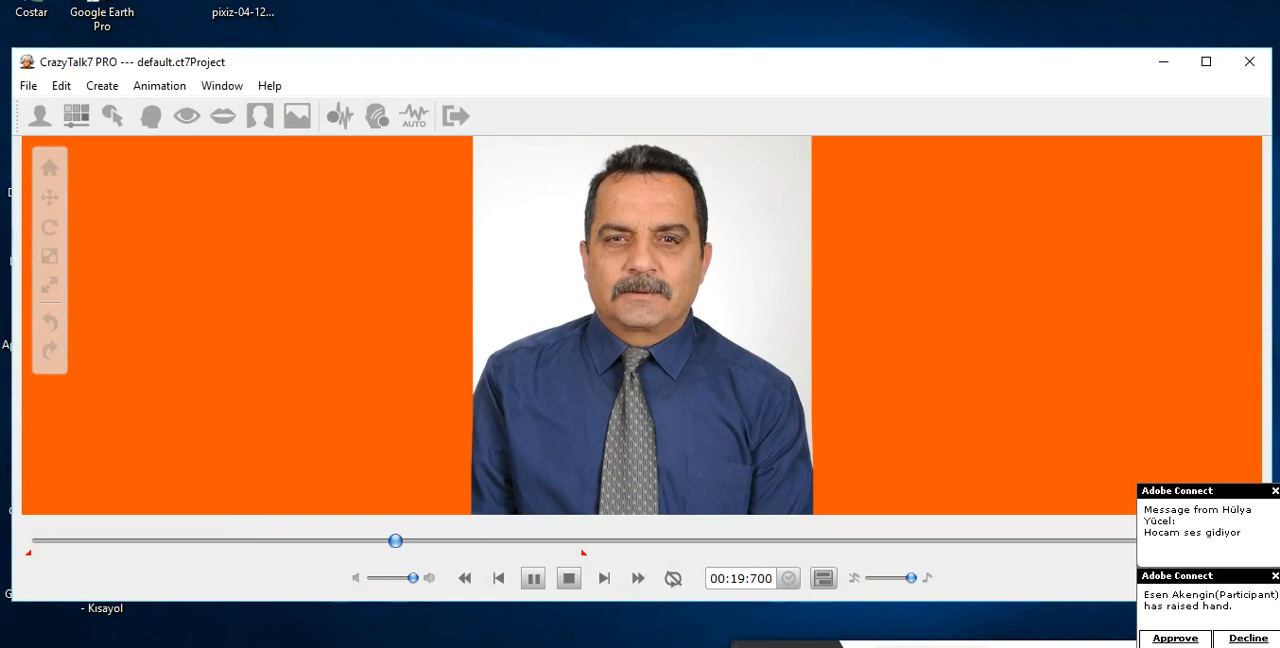 Costar
Google Earth
Pro
pixiz-04-12...
CrazyTalk7 PRO --- default.ct7Project
File Edit Create Animation Window Help
AUTO
Adobe Connect
Message from Hülya
Yücel:
Hocam ses gidiyor
00:19:700
Adobe Connect
Esen Akengin(Participant)
has raised hand.
Approve Decline
- Kısayol